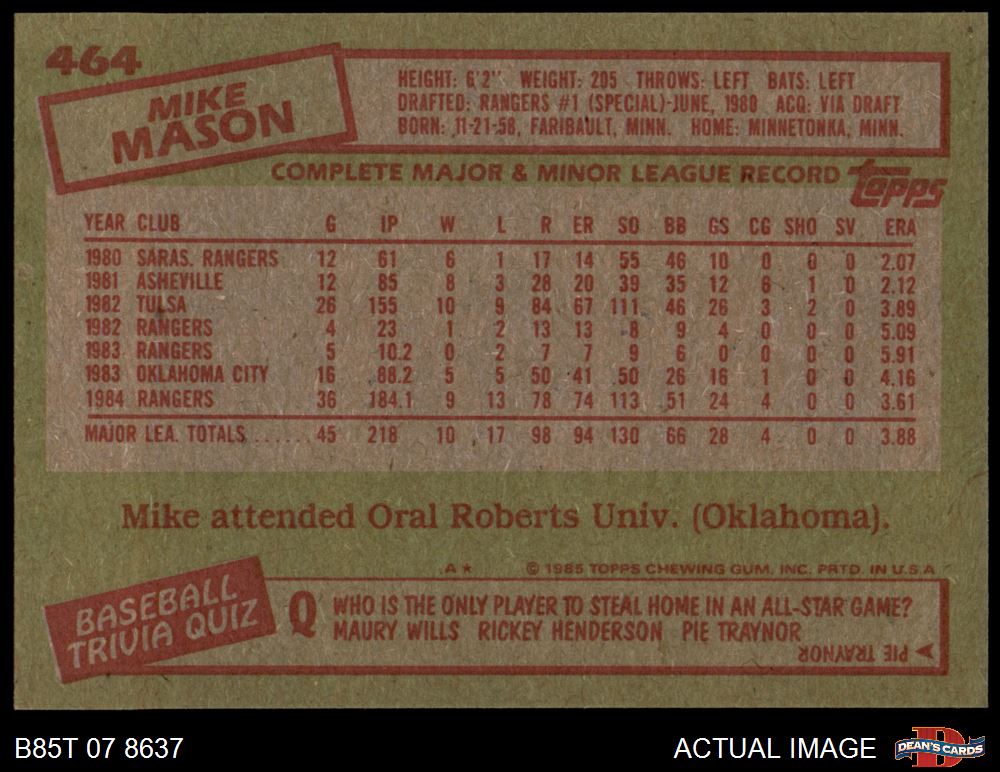 464
MIKE
MASON
HEIGHT: 6'2" WEIGHT: 205 THROWS: LEFT BATS: LEFT
DRAFTED: RANGERS #1 (SPECIAL)-JUNE, 1980 ACQ: VIA DRAFT
BORN: 11-21-58, FARIBAULT, MINN. HOME: MINNETONKA, MINN.
COMPLETE MAJOR & MINOR LEAGUE RECORD topps
YEAR CLUB G IP W L R ER SO BB GS CG SHO SV ERA
1980 SARAS. RANGERS 12 61 6 1 17 14 55 46 10 0 0 0 2.07
1981 ASHEVILLE 12 85 8 3 28 20 39 35 12 6 1 0 2.12
1982 TULSA 26 155 10 9 84 67 111 46 26 3 2 0 3.89
1982 RANGERS 4 23 1 2 13 13 8 9 4 0 0 0 5.09
1983 RANGERS 5 10.2 0 2 7 7 9 6 0 0 0 0 5.91
1983 OKLAHOMA CITY 16 88.2 5 5 50 41 50 26 16 1 0 0 4.16
1984 RANGERS 36 184.1 9 13 78 74 113 51 24 4 0 0 3.61
MAJOR LEA. TOTALS ...... 45 218 10 17 98 94 130 66 28 4 0 0 3.88
Mike attended Oral Roberts Univ. (Oklahoma).
A★ © 1985 TOPPS CHEWING GUM, INC. PRTD. IN U.S.A
BASEBALL
TRIVIA QUIZ
Q WHO IS THE ONLY PLAYER TO STEAL HOME IN AN ALL-STAR GAME?
MAURY WILLS RICKEY HENDERSON PIE TRAYNOR
PIE TRAYNOR
B85T 07 8637
ACTUAL IMAGE
D
DEAN'S CARDS